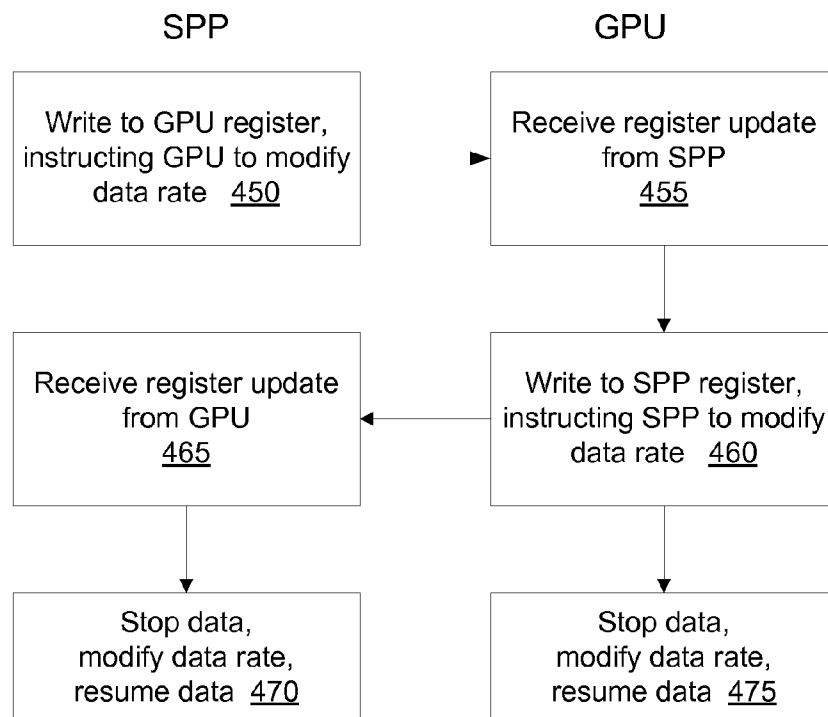 SPP
GPU
Write to GPU register,
instructing GPU to modify
data rate 450
Receive register update
from SPP
455
Receive register update
from GPU
465
Write to SPP register,
instructing SPP to modify
data rate 460
Stop data,
modify data rate,
resume data 470
Stop data,
modify data rate,
resume data 475